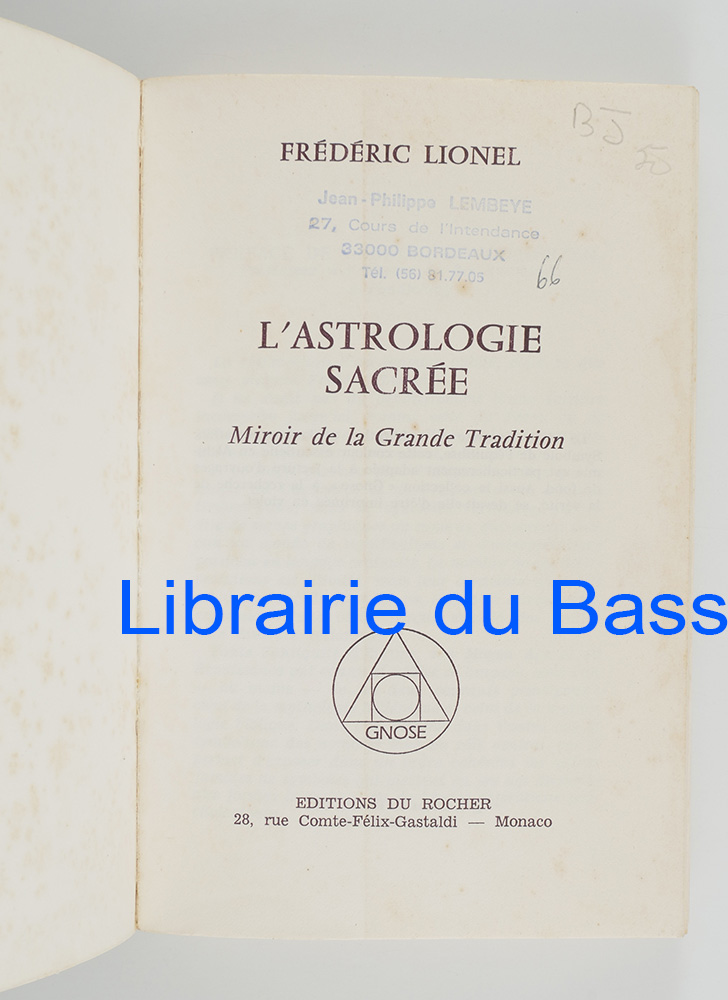 BJ
50
FRÉDÉRIC LIONEL
Jean-Philippe LEMBEYE
27, Cours de l'Intendance
33000 BORDEAUX
Tél. (56) 81.77.05
66
L'ASTROLOGIE
SACRÉE
Miroir de la Grande Tradition
Librairie du Bass
GNOSE
EDITIONS DU ROCHER
28, rue Comte-Félix-Gastaldi — Monaco